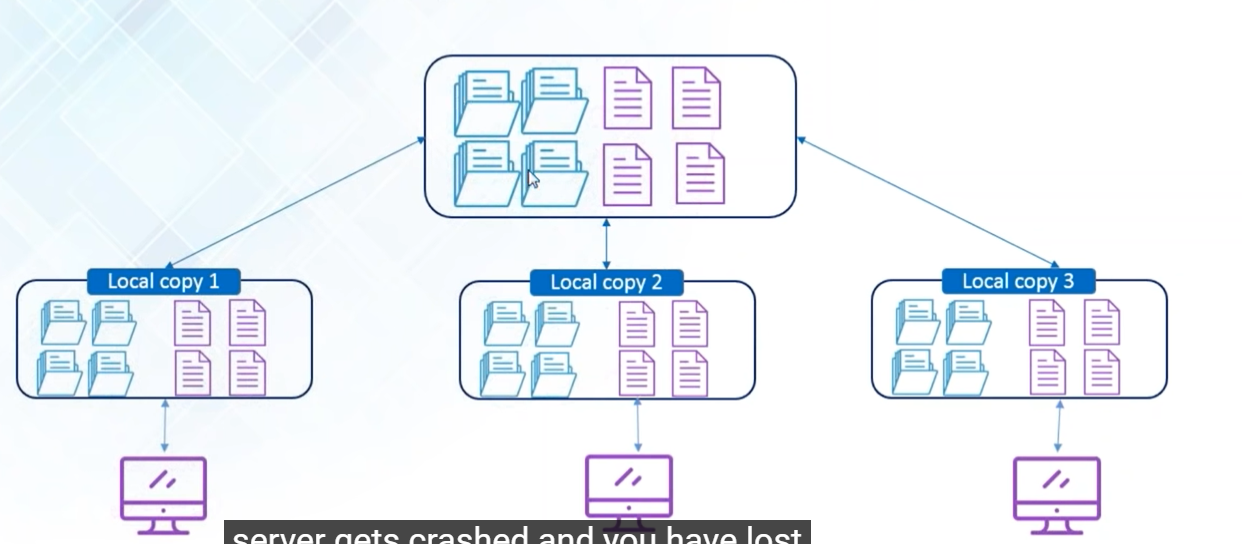 Local copy 1
Local copy 2
Local copy 3
server gets crashed and you have lost